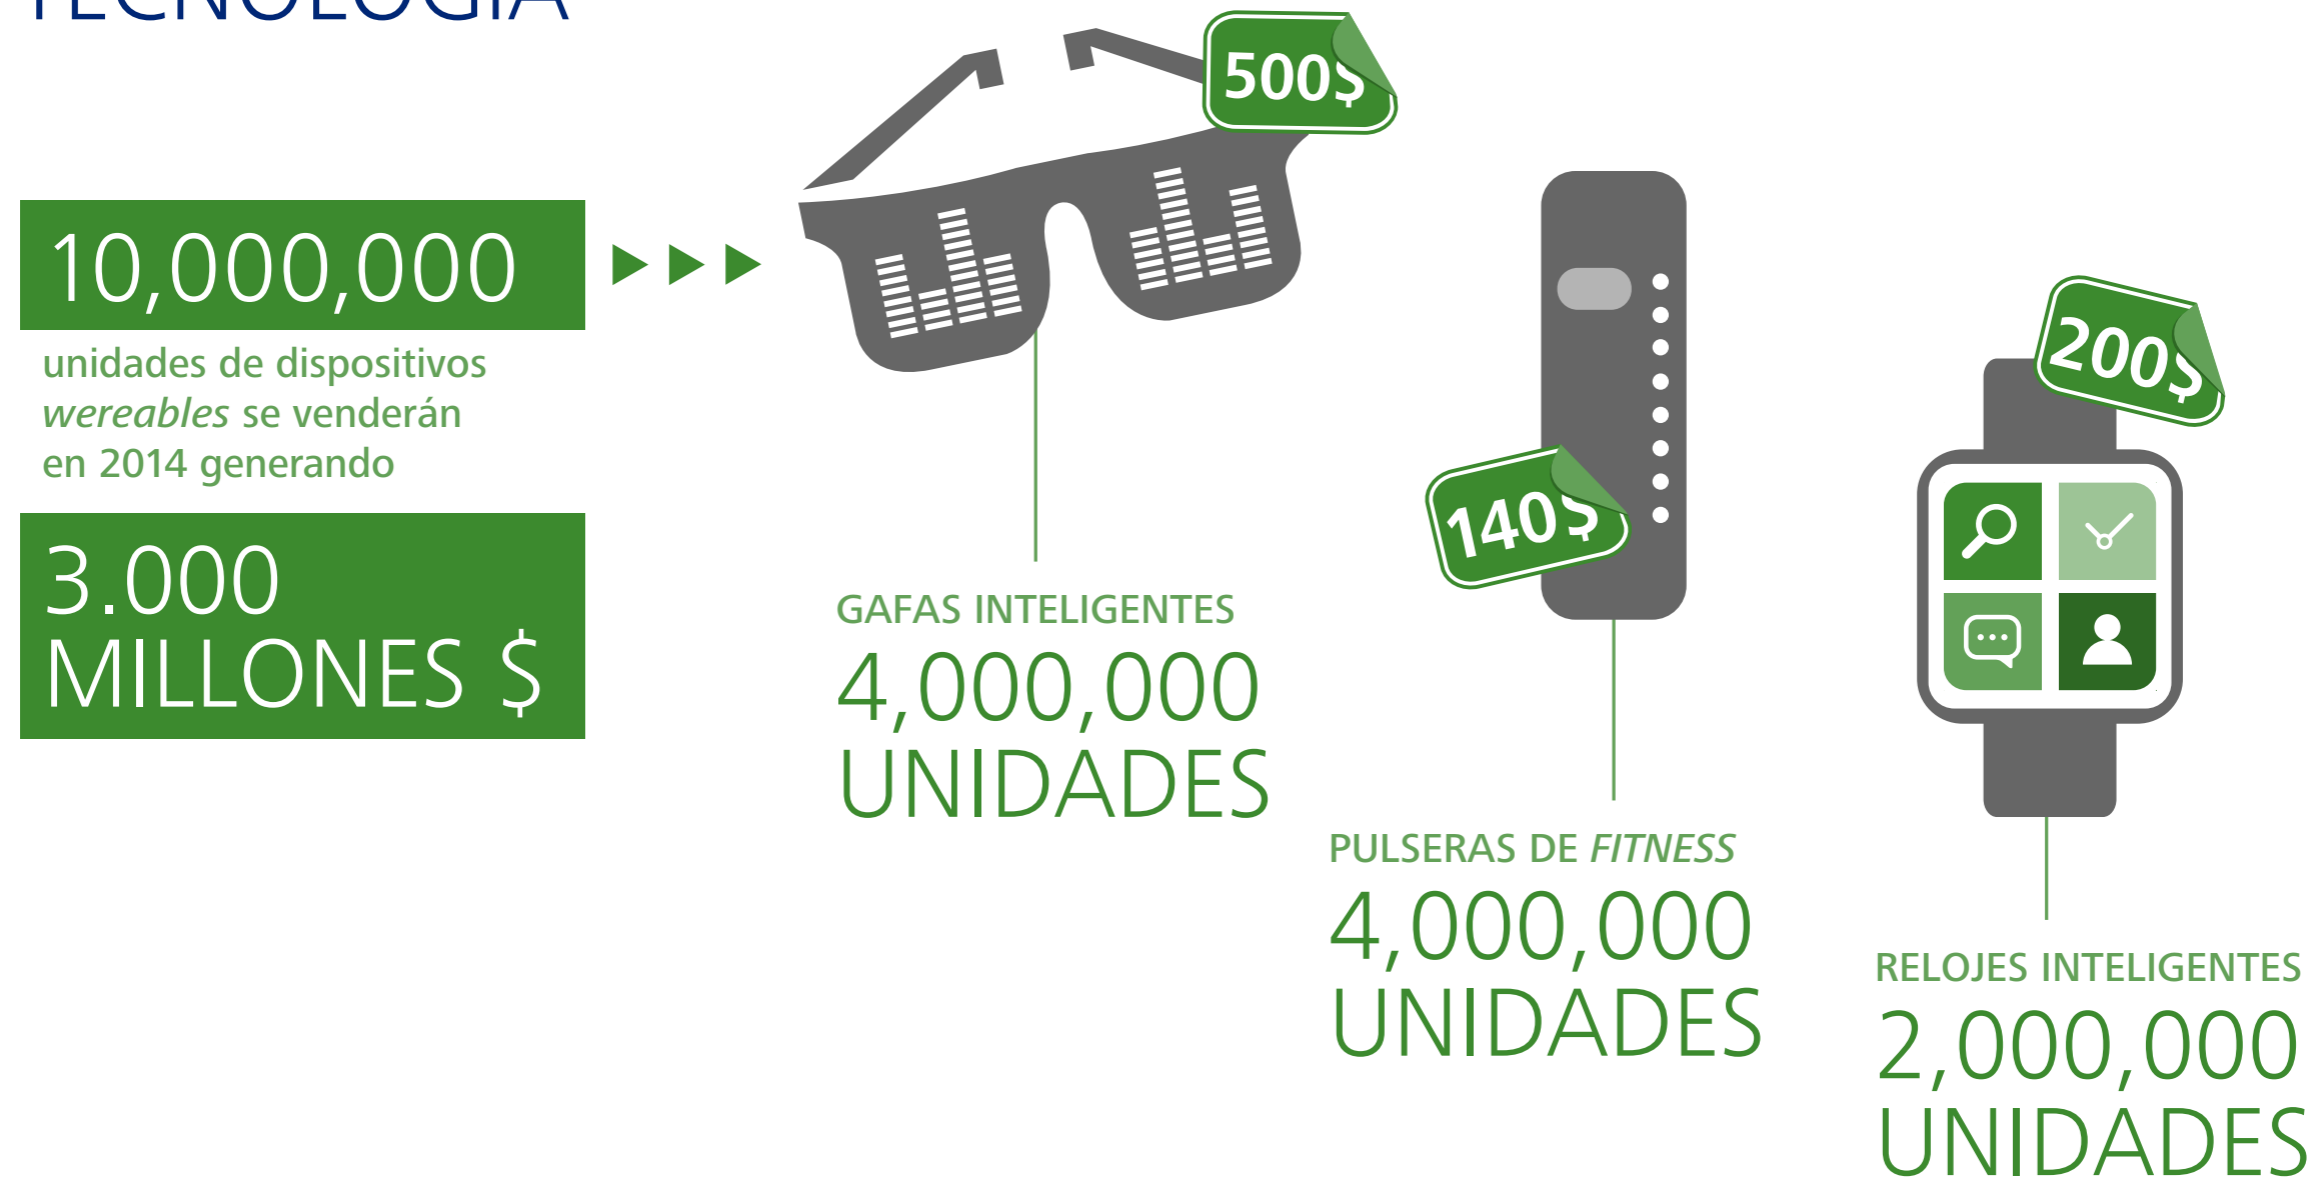 TECNOLOGÍA
10,000,000
unidades de dispositivos
wereables se venderán
en 2014 generando
3.000
MILLONES $
500$
GAFAS INTELIGENTES
4,000,000
UNIDADES
140$
PULSERAS DE FITNESS
4,000,000
UNIDADES
200$
RELOJES INTELIGENTES
2,000,000
UNIDADES